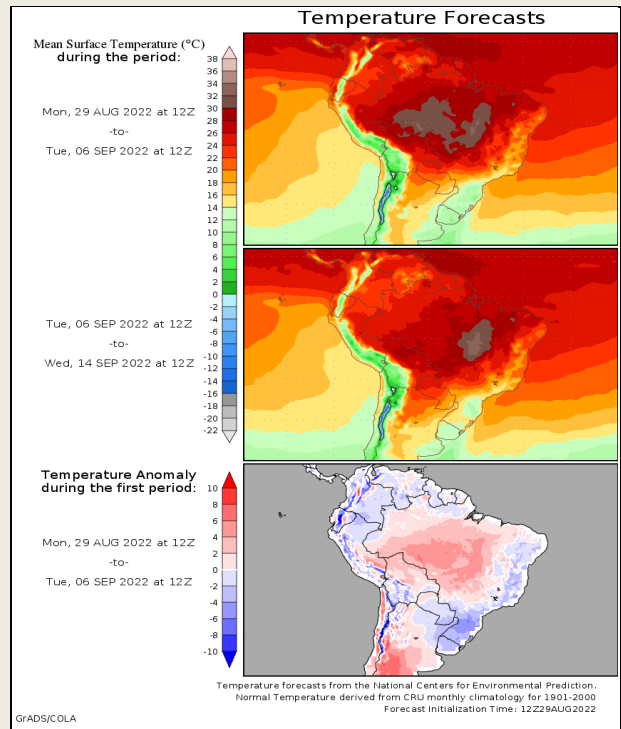 Temperature Forecasts
Mean Surface Temperature (°C)
during the period:
38
36
34
32
30
28
26
24
22
20
18
16
14
12
10
8
6
4
2
0
-2
-4
-6
-8
-10
-12
-14
-16
-18
-20
-22
Mon, 29 AUG 2022 at 12Z
-to-
Tue, 06 SEP 2022 at 12Z
Tue, 06 SEP 2022 at 12Z
-to-
Wed, 14 SEP 2022 at 12Z
Temperature Anomaly
during the first period:
10
8
6
4
2
0
-2
-4
-6
-8
-10
Mon, 29 AUG 2022 at 12Z
-to-
Tue, 06 SEP 2022 at 12Z
Temperature forecasts from the National Centers for Environmental Prediction.
Normal Temperature derived from CRU monthly climatology for 1901-2000
Forecast Initialization Time: 12Z29AUG2022
GrADS/COLA